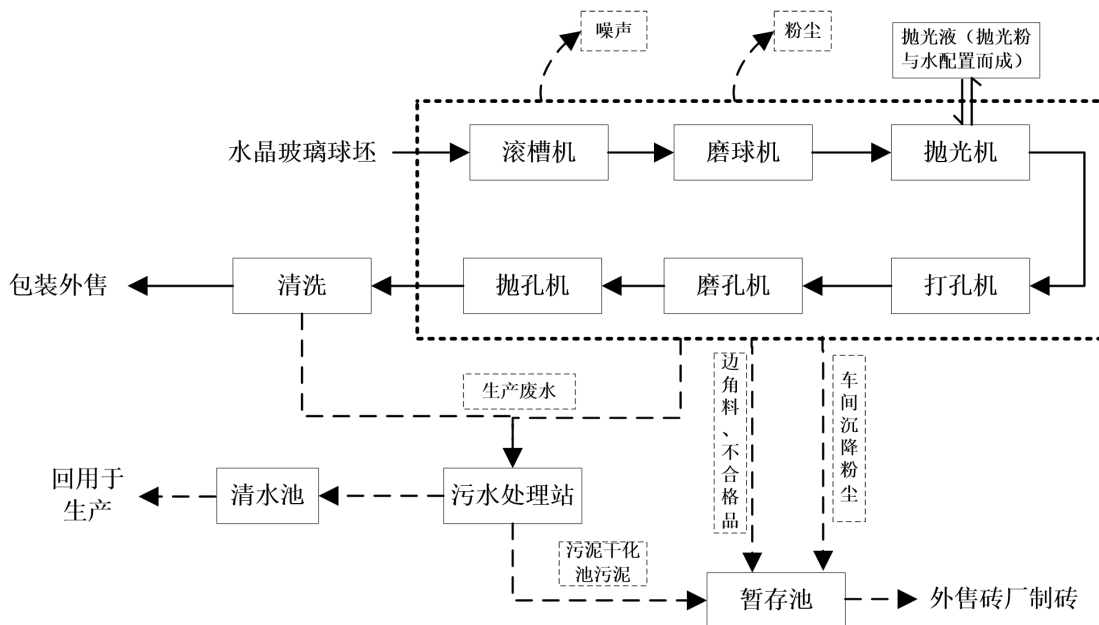 噪声
粉尘
抛光液（抛光粉
与水配置而成）
水晶玻璃球坯
滚槽机
磨球机
抛光机
包装外售
清洗
抛孔机
磨孔机
打孔机
生产废水
边角料、不合格品
车间沉降粉尘
回用于
生产
清水池
污水处理站
污泥干化
池污泥
暂存池
外售砖厂制砖